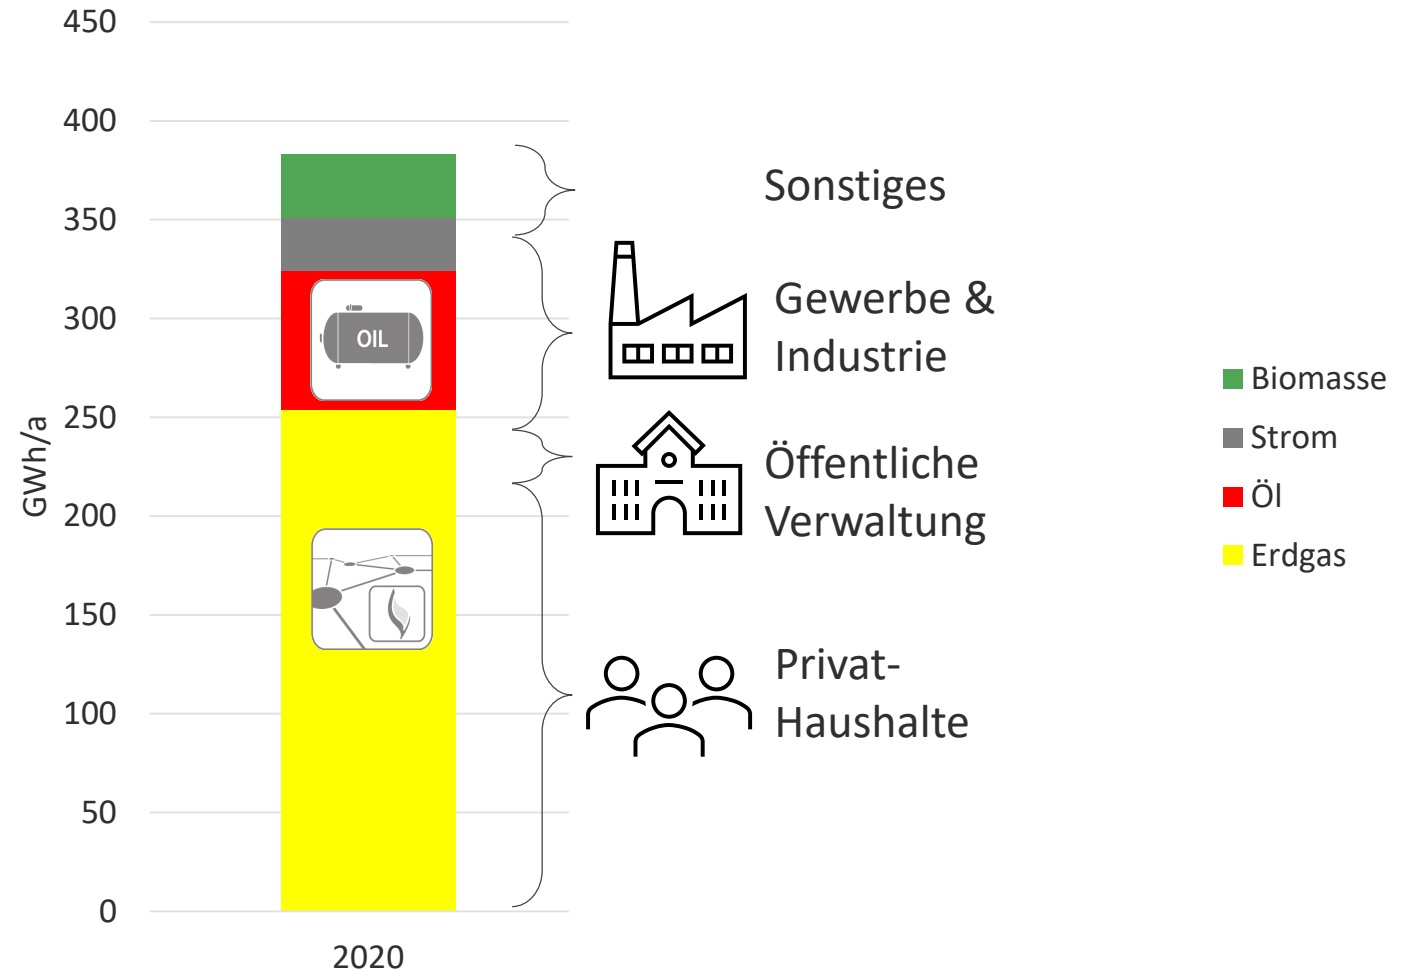 450
400
350
300
250
200
150
100
50
0
GWh/a
2020
OIL
Sonstiges
Gewerbe &
Industrie
Öffentliche
Verwaltung
Privat-
Haushalte
Biomasse
Strom
Öl
Erdgas